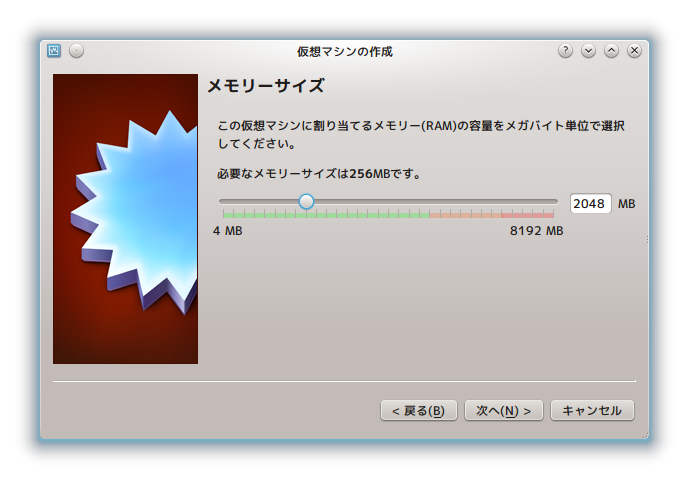 仮想マシンの作成
メモリーサイズ
この仮想マシンに割り当てるメモリー(RAM)の容量をメガバイト単位で選択
してください。
必要なメモリーサイズは256MBです。
2048 MB
4 MB 8192 MB
< 戻る(B) 次へ(N) > キャンセル